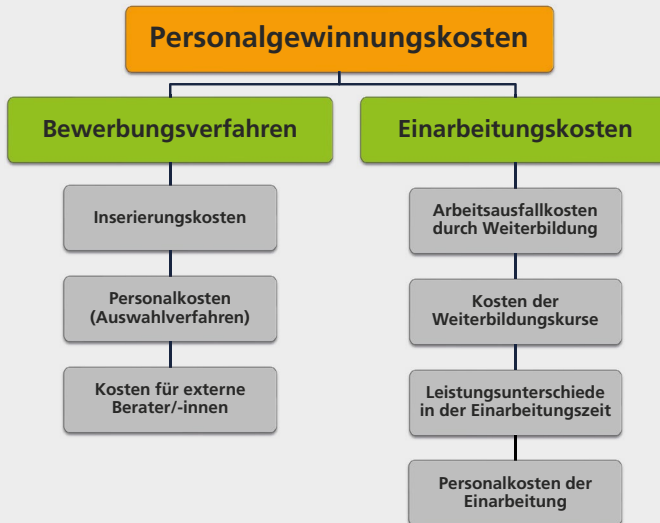 Personalgewinnungskosten
Bewerbungsverfahren
Inserierungskosten
Personalkosten
(Auswahlverfahren)
Kosten für externe
Berater/-innen
Einarbeitungskosten
Arbeitsausfallkosten
durch Weiterbildung
Kosten der
Weiterbildungskurse
Leistungsunterschiede
in der Einarbeitungszeit
Personalkosten der
Einarbeitung